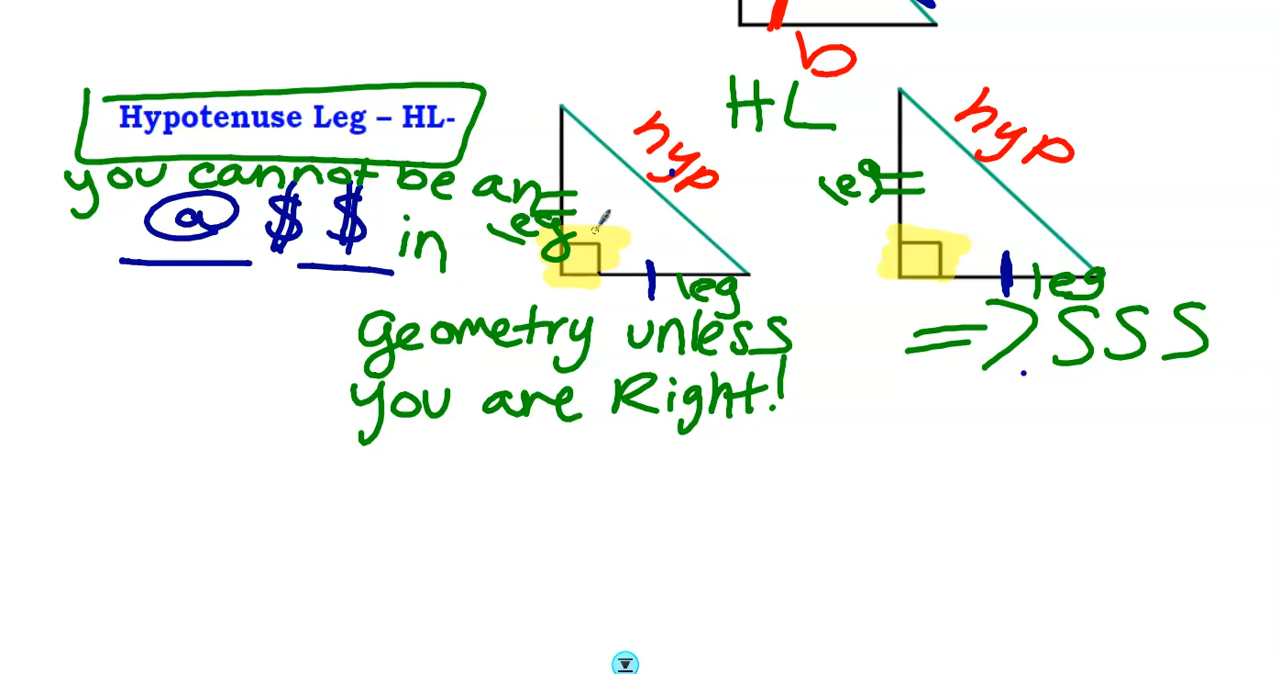 b
Hypotenuse Leg – HL-
you cannot be an
@ $ $ in
geometry unless
you are Right!
hyp
leg
leg
HL
hyp
leg
leg
=> SSS